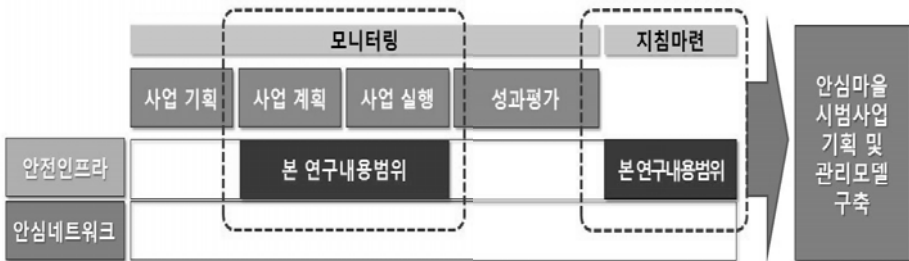 모니터링
지침마련
사업 기획
사업 계획
사업 실행
성과평가
안전인프라
본 연구내용범위
본연구내용범위
안심네트워크
안심마을
시범사업
기획 및
관리모델
구축